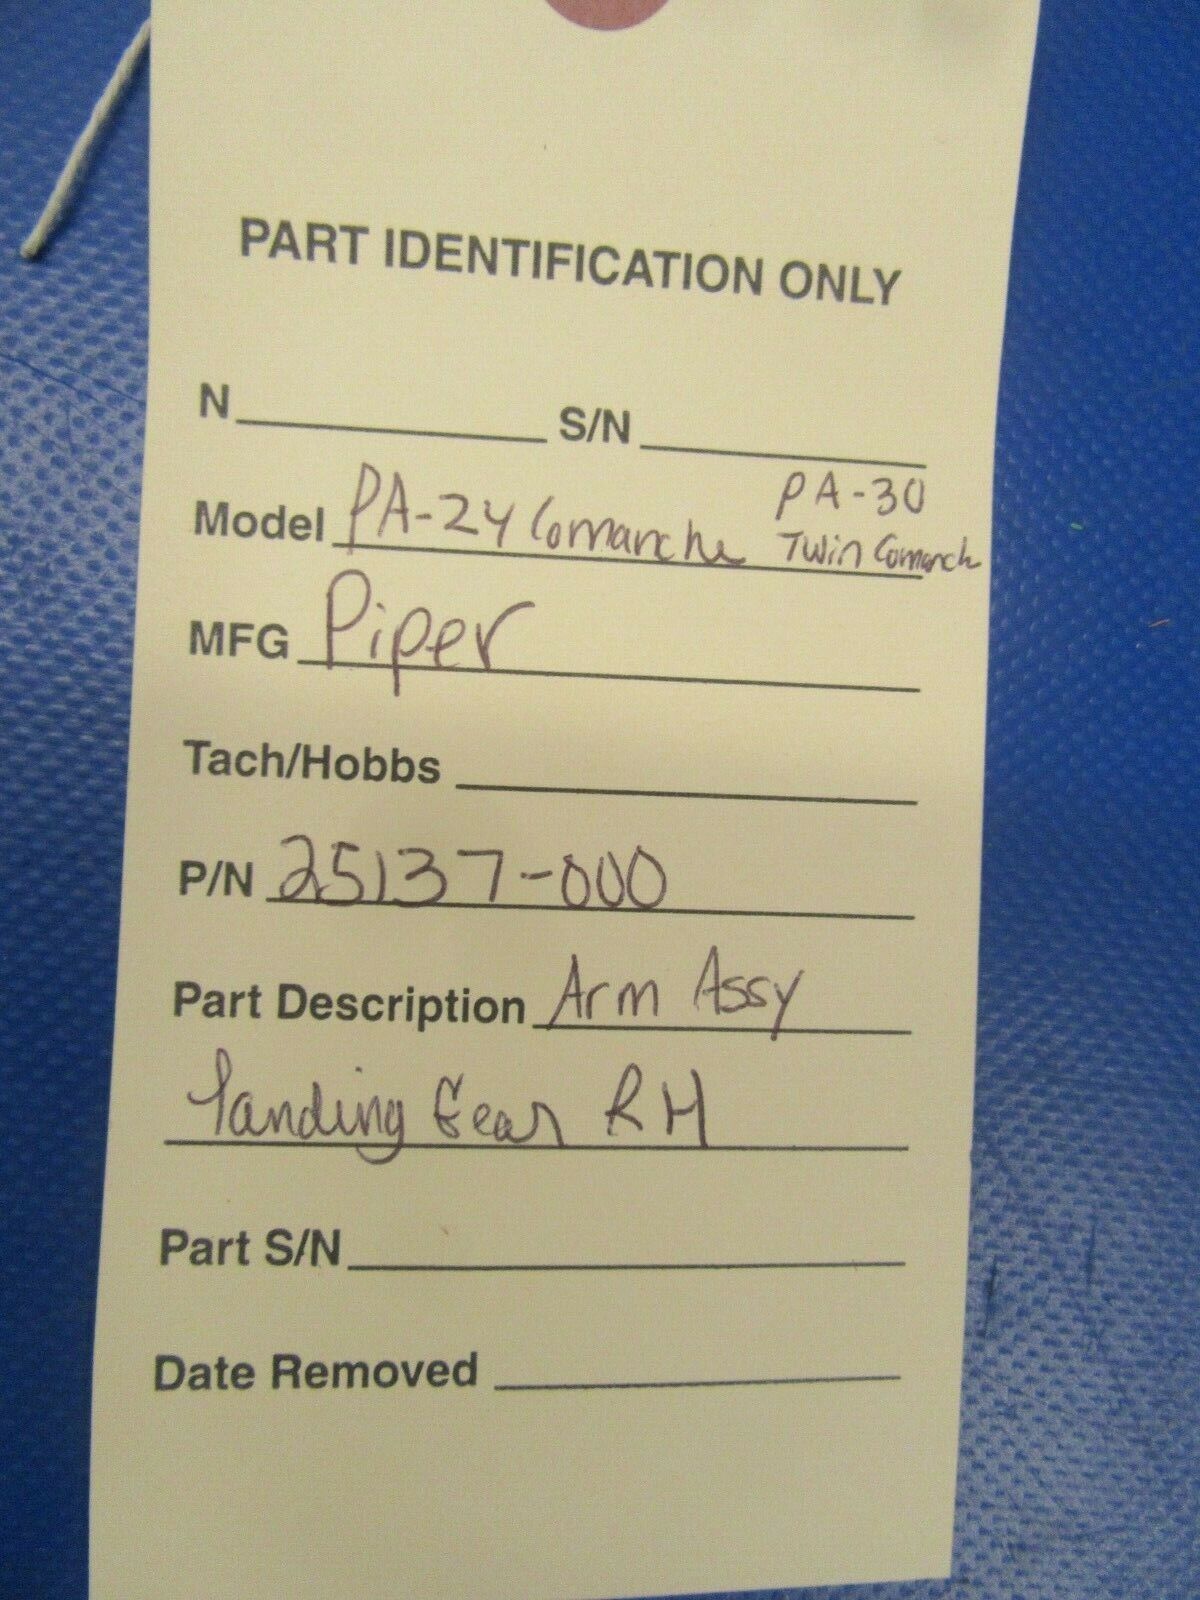 PART IDENTIFICATION ONLY
N S/N
Model PA-24 Comanche PA-30 Twin Comanch
MFG Piper
Tach/Hobbs
P/N 25137-000
Part Description Arm Assy
Landing Gear RH
Part S/N
Date Removed